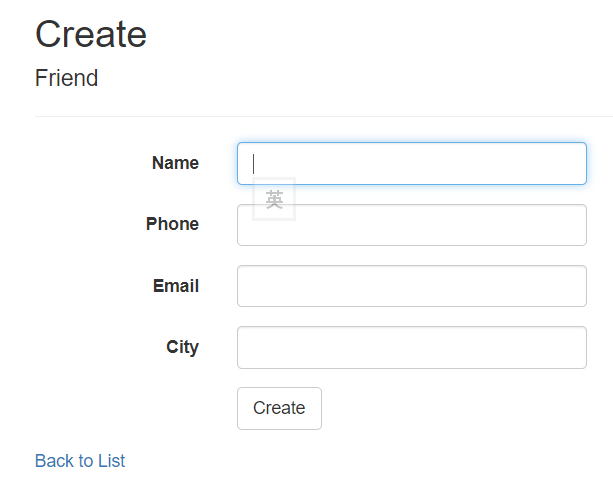 Create
Friend
Name
英
Phone
Email
City
Create
Back to List